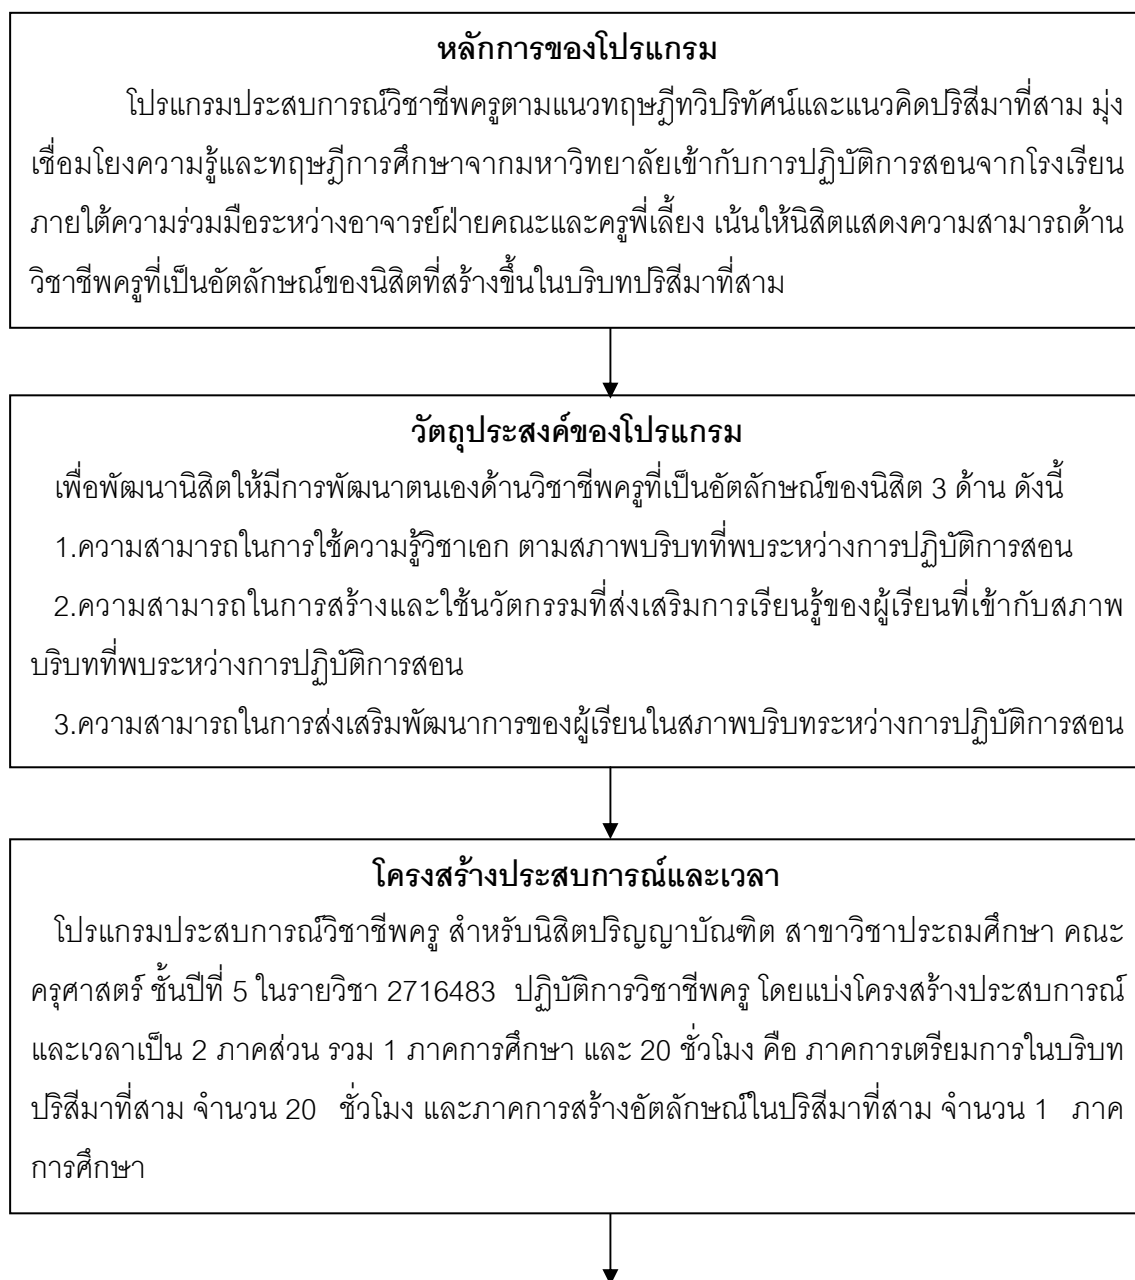 หลักการของโปรแกรม
โปรแกรมประสบการณ์วิชาชีพครูตามแนวทฤษฎีทวิปริทัศน์และแนวคิดปริสีมาที่สาม มุ่ง
เชื่อมโยงความรู้และทฤษฎีการศึกษาจากมหาวิทยาลัยเข้ากับการปฏิบัติการสอนจากโรงเรียน
ภายใต้ความร่วมมือระหว่างอาจารย์ฝ่ายคณะและครูพี่เลี้ยง เน้นให้นิสิตแสดงความสามารถด้าน
วิชาชีพครูที่เป็นอัตลักษณ์ของนิสิตที่สร้างขึ้นในบริบทปริสีมาที่สาม
วัตถุประสงค์ของโปรแกรม
เพื่อพัฒนานิสิตให้มีการพัฒนาตนเองด้านวิชาชีพครูที่เป็นอัตลักษณ์ของนิสิต 3 ด้าน ดังนี้
1.ความสามารถในการใช้ความรู้วิชาเอก ตามสภาพบริบทที่พบระหว่างการปฏิบัติการสอน
2.ความสามารถในการสร้างและใช้นวัตกรรมที่ส่งเสริมการเรียนรู้ของผู้เรียนที่เข้ากับสภาพ
บริบทที่พบระหว่างการปฏิบัติการสอน
3.ความสามารถในการส่งเสริมพัฒนาการของผู้เรียนในสภาพบริบทระหว่างการปฏิบัติการสอน
โครงสร้างประสบการณ์และเวลา
โปรแกรมประสบการณ์วิชาชีพครู สำหรับนิสิตปริญญาบัณฑิต สาขาวิชาประถมศึกษา คณะ
ครุศาสตร์ ชั้นปีที่ 5 ในรายวิชา 2716483 ปฏิบัติการวิชาชีพครู โดยแบ่งโครงสร้างประสบการณ์
และเวลาเป็น 2 ภาคส่วน รวม 1 ภาคการศึกษา และ 20 ชั่วโมง คือ ภาคการเตรียมการในบริบท
ปริสีมาที่สาม จำนวน 20 ชั่วโมง และภาคการสร้างอัตลักษณ์ในปริสีมาที่สาม จำนวน 1 ภาค
การศึกษา